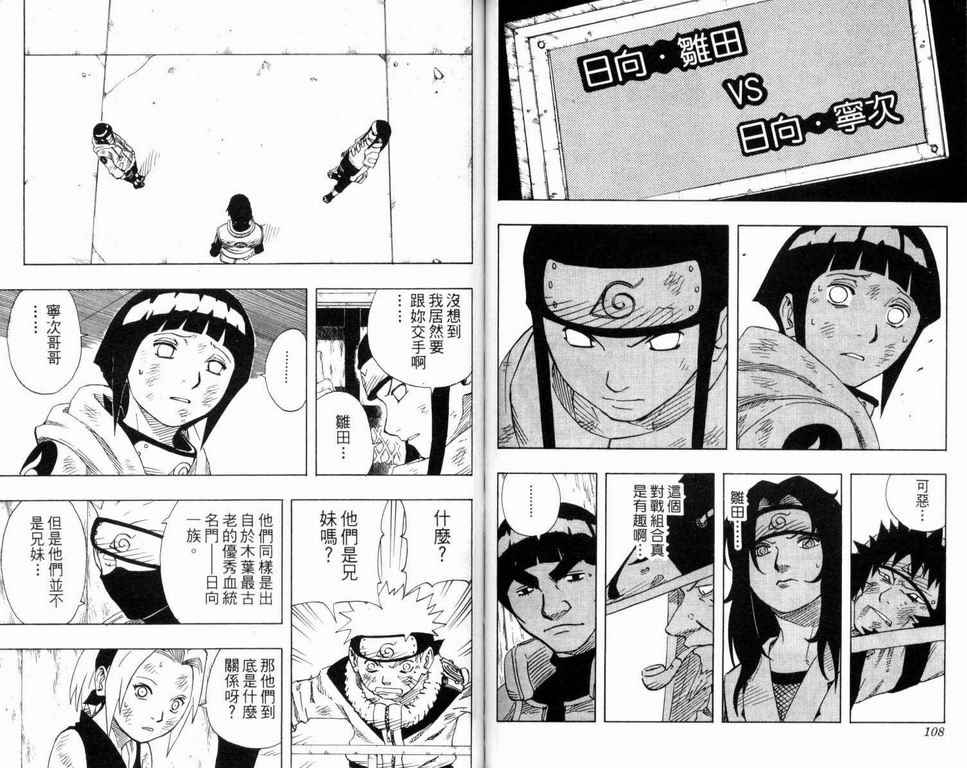 日向・雛田
VS
日向・寧次
可惡…
雛田……
這個
對戰組合真
是有趣啊…
……
108
沒想到
我居然要
跟妳交手啊
……
雛田…
……
寧次哥哥
……
什麼?
他們是兄
妹嗎?
他們同樣是出
自於木葉最古
老的優秀血統
名門——日向
一族。
但是他們並不
是兄妹…
那他們到
底是什麼
關係呀?